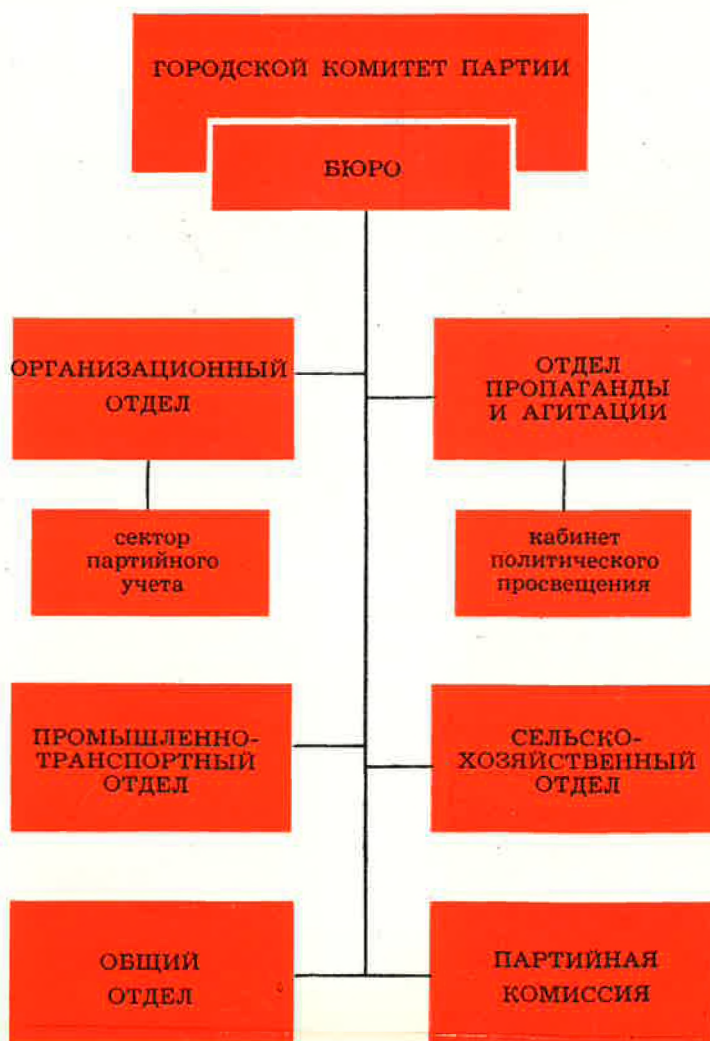 ГОРОДСКОЙ КОМИТЕТ ПАРТИИ
БЮРО
ОРГАНИЗАЦИОННЫЙ
ОТДЕЛ
ОТДЕЛ
ПРОПАГАНДЫ
И АГИТАЦИИ
сектор
партийного
учета
кабинет
политического
просвещения
ПРОМЫШЛЕННО-
ТРАНСПОРТНЫЙ
ОТДЕЛ
СЕЛЬСКО-
ХОЗЯЙСТВЕННЫЙ
ОТДЕЛ
ОБЩИЙ
ОТДЕЛ
ПАРТИЙНАЯ
КОМИССИЯ